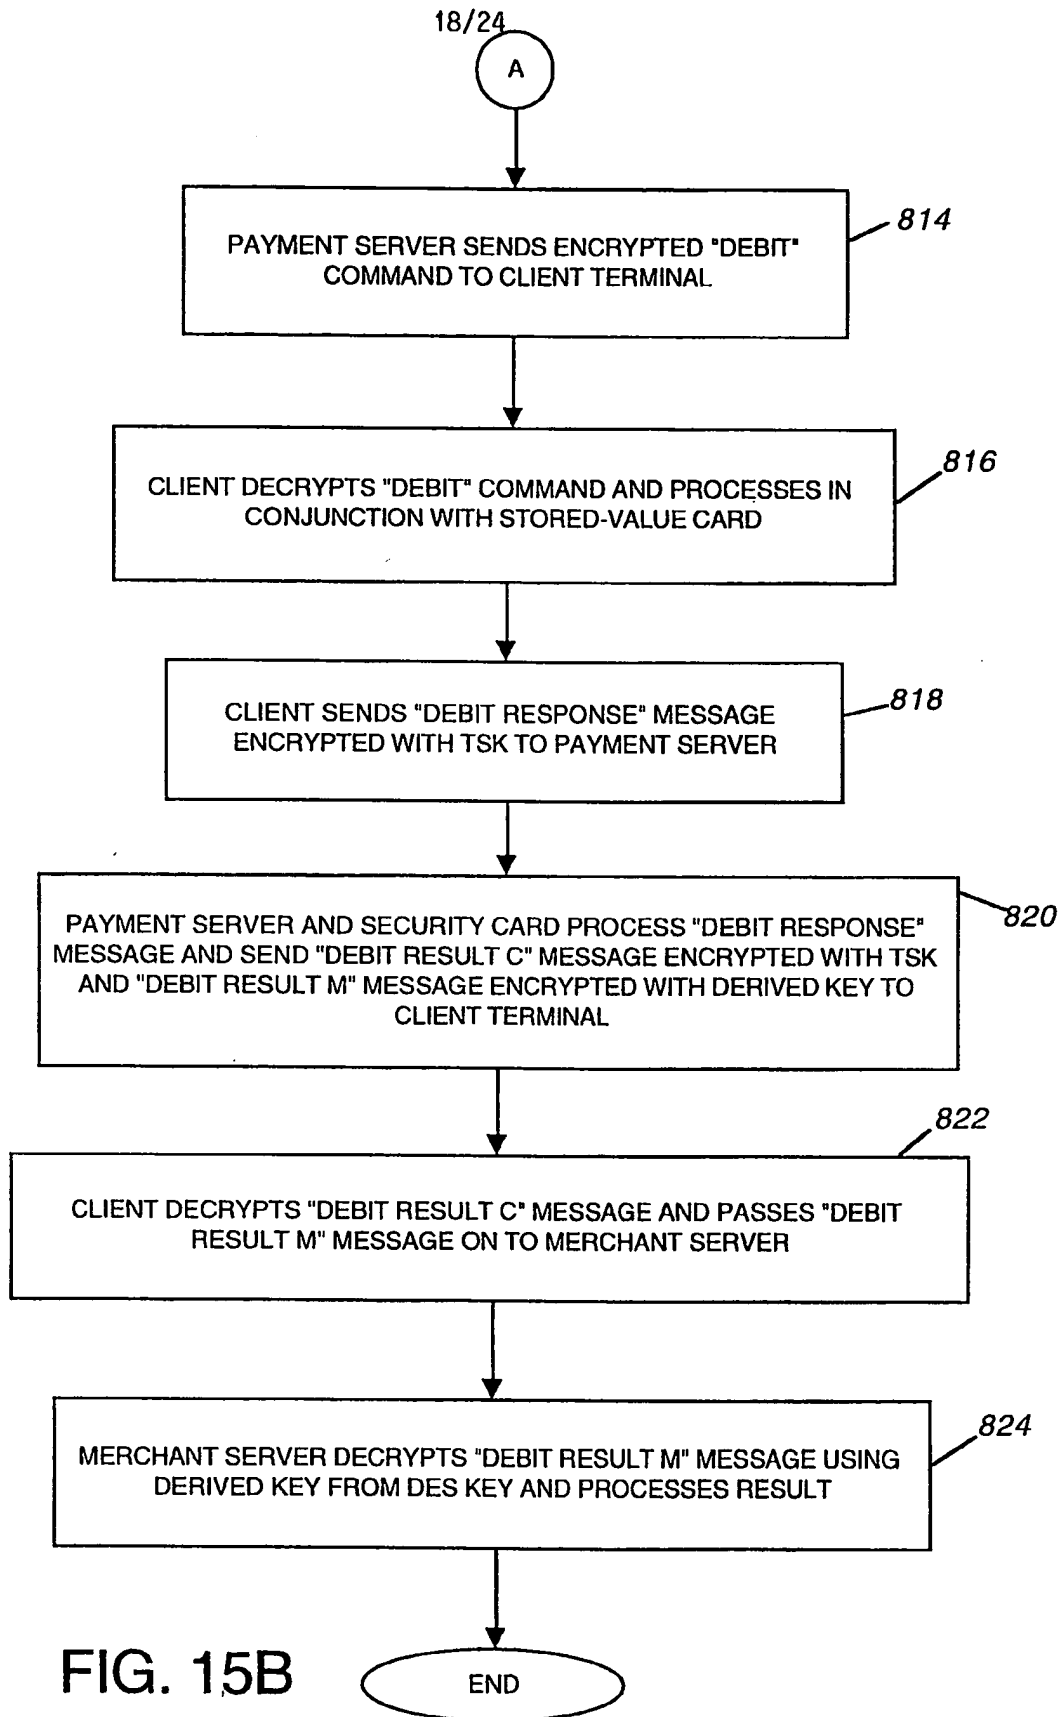 18/24
A
PAYMENT SERVER SENDS ENCRYPTED "DEBIT"
COMMAND TO CLIENT TERMINAL
814
CLIENT DECRYPTS "DEBIT" COMMAND AND PROCESSES IN
CONJUNCTION WITH STORED-VALUE CARD
816
CLIENT SENDS "DEBIT RESPONSE" MESSAGE
ENCRYPTED WITH TSK TO PAYMENT SERVER
818
PAYMENT SERVER AND SECURITY CARD PROCESS "DEBIT RESPONSE"
MESSAGE AND SEND "DEBIT RESULT C" MESSAGE ENCRYPTED WITH TSK
AND "DEBIT RESULT M" MESSAGE ENCRYPTED WITH DERIVED KEY TO
CLIENT TERMINAL
820
CLIENT DECRYPTS "DEBIT RESULT C" MESSAGE AND PASSES "DEBIT
RESULT M" MESSAGE ON TO MERCHANT SERVER
822
MERCHANT SERVER DECRYPTS "DEBIT RESULT M" MESSAGE USING
DERIVED KEY FROM DES KEY AND PROCESSES RESULT
824
END
FIG. 15B